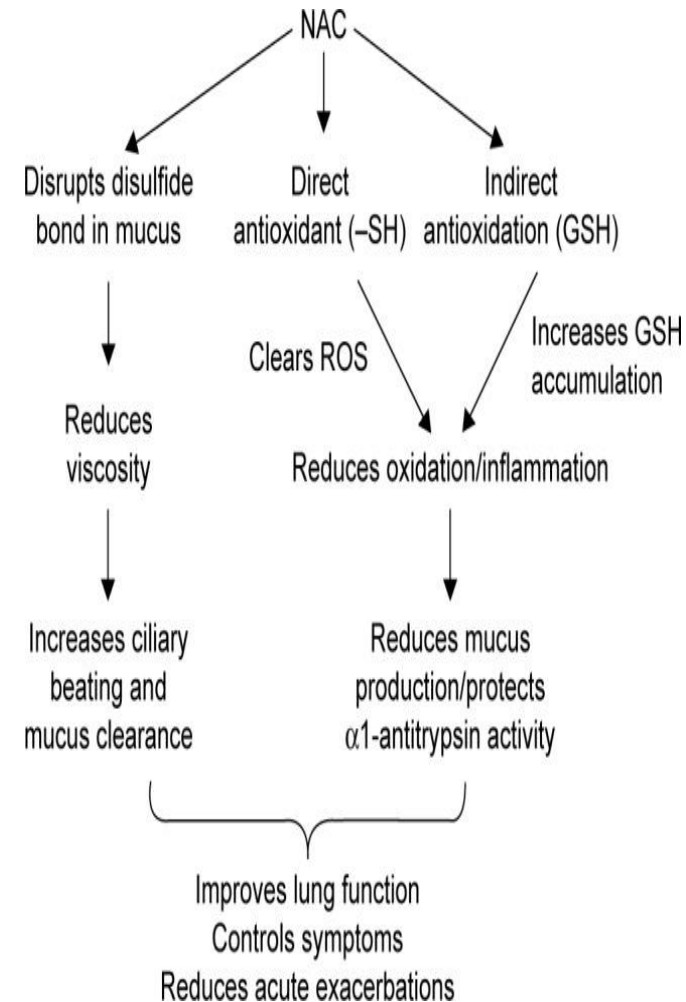 NAC
Disrupts disulfide
bond in mucus
Direct
antioxidant (–SH)
Indirect
antioxidation (GSH)
Clears ROS
Increases GSH
accumulation
Reduces
viscosity
Reduces oxidation/inflammation
Increases ciliary
beating and
mucus clearance
Reduces mucus
production/protects
α1-antitrypsin activity
Improves lung function
Controls symptoms
Reduces acute exacerbations